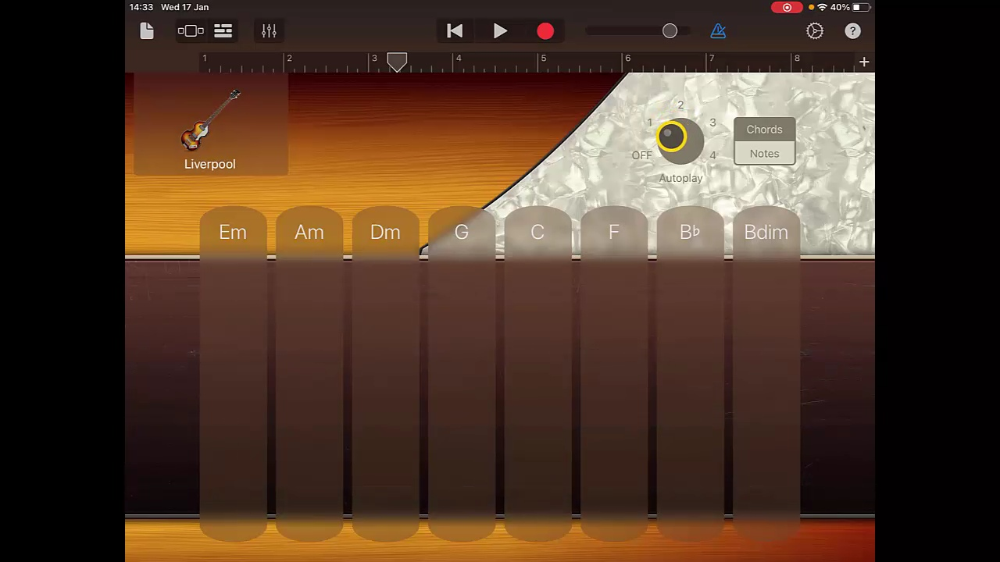 14:33 Wed 17 Jan 40%
1 2 3 4 5 6 7 8 +
Liverpool
OFF 1 2 3 4
Autoplay
Chords
Notes
Em Am Dm G C F B♭ Bdim